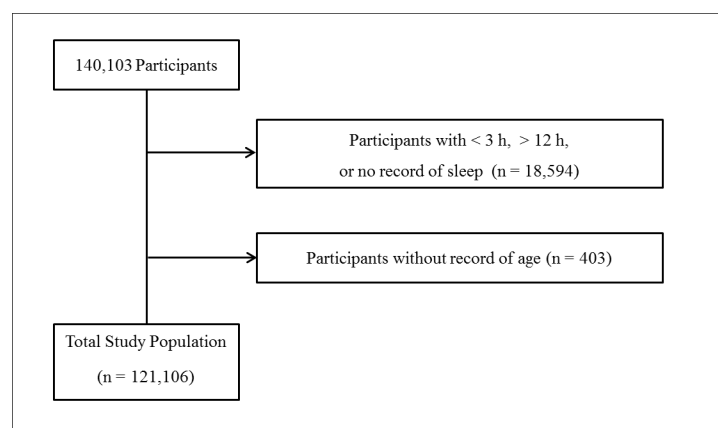 140,103 Participants
Participants with < 3 h, > 12 h,
or no record of sleep (n = 18,594)
Participants without record of age (n = 403)
Total Study Population
(n = 121,106)